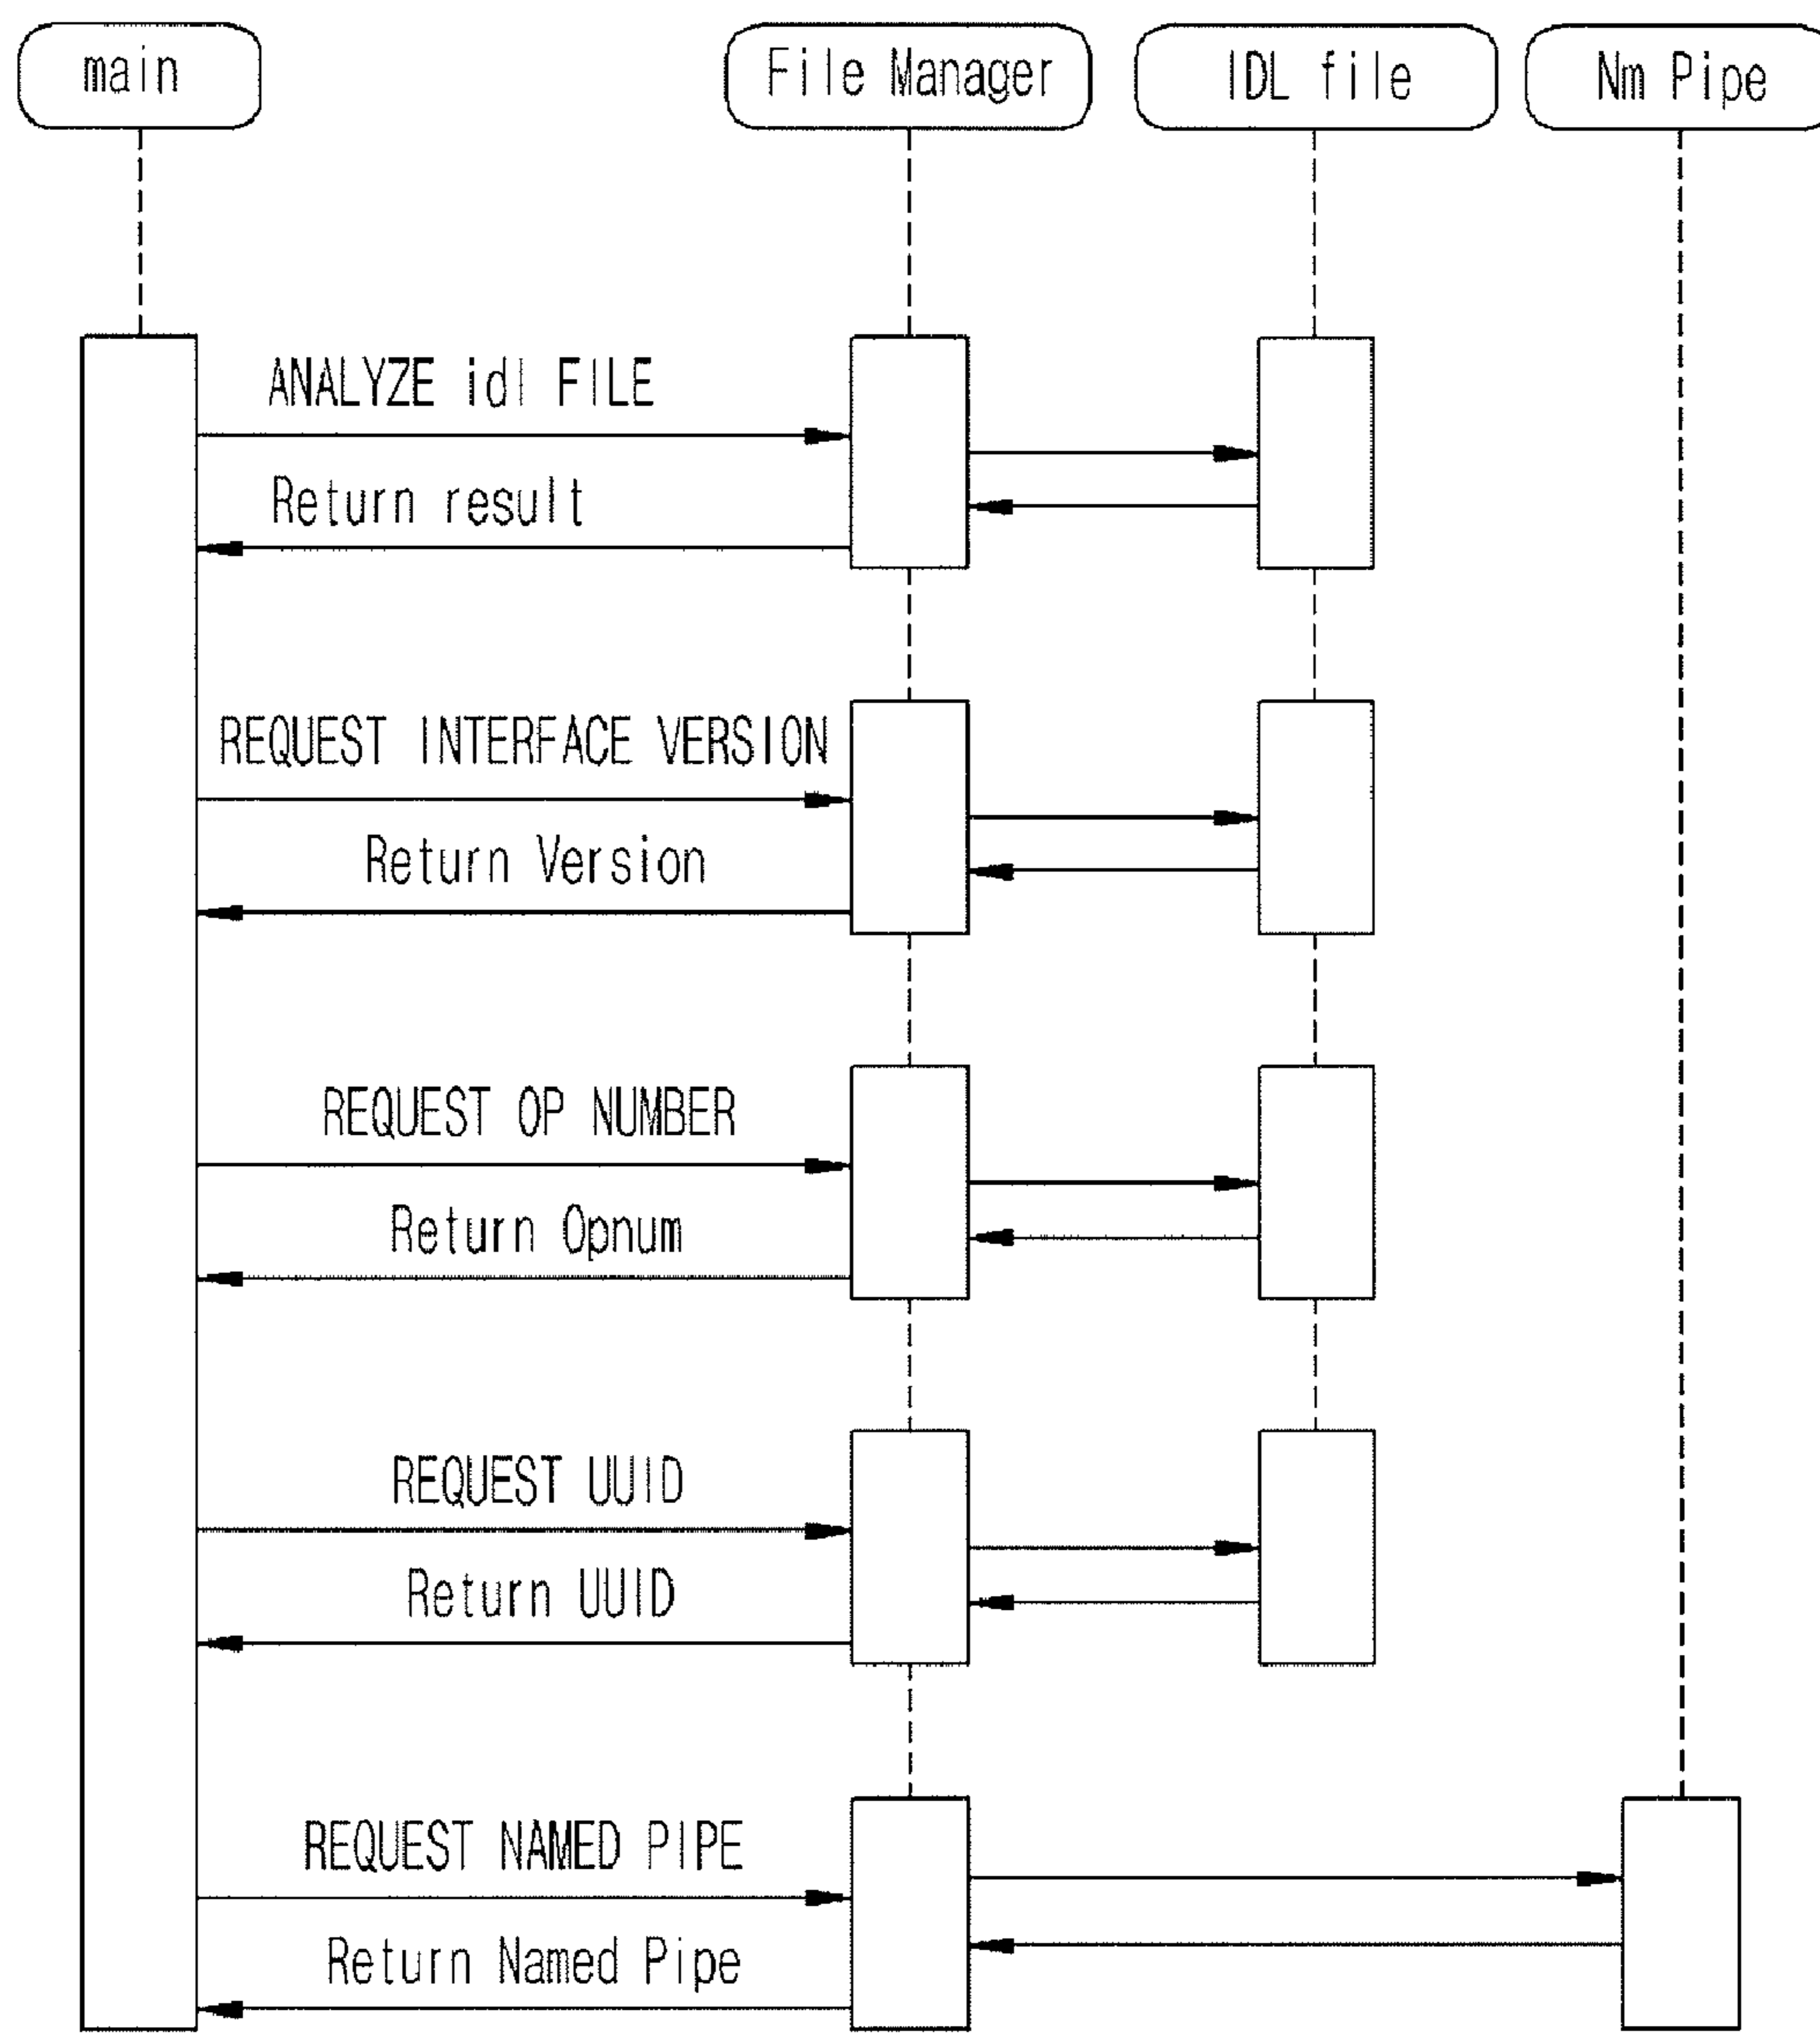 main
File Manager
IDL file
Nm Pipe
ANALYZE idl FILE
Return result
REQUEST INTERFACE VERSION
Return Version
REQUEST OP NUMBER
Return Opnum
REQUEST UUID
Return UUID
REQUEST NAMED PIPE
Return Named Pipe